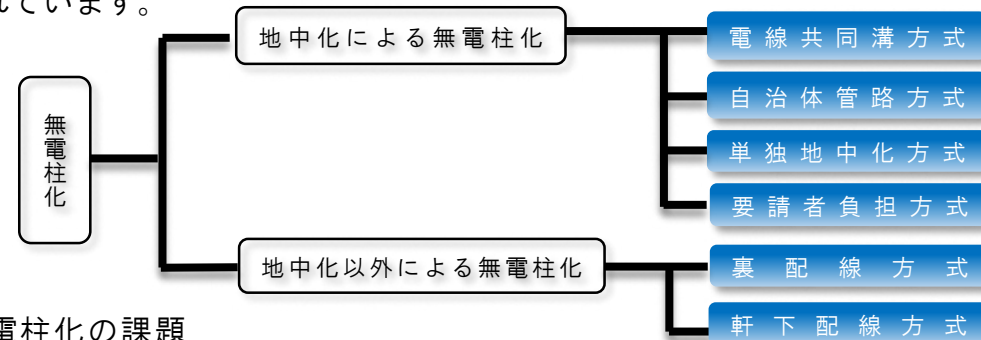 れています。
無電柱化
地中化による無電柱化
電線共同溝方式
自治体管路方式
単独地中化方式
要請者負担方式
地中化以外による無電柱化
裏配線方式
軒下配線方式
電柱化の課題